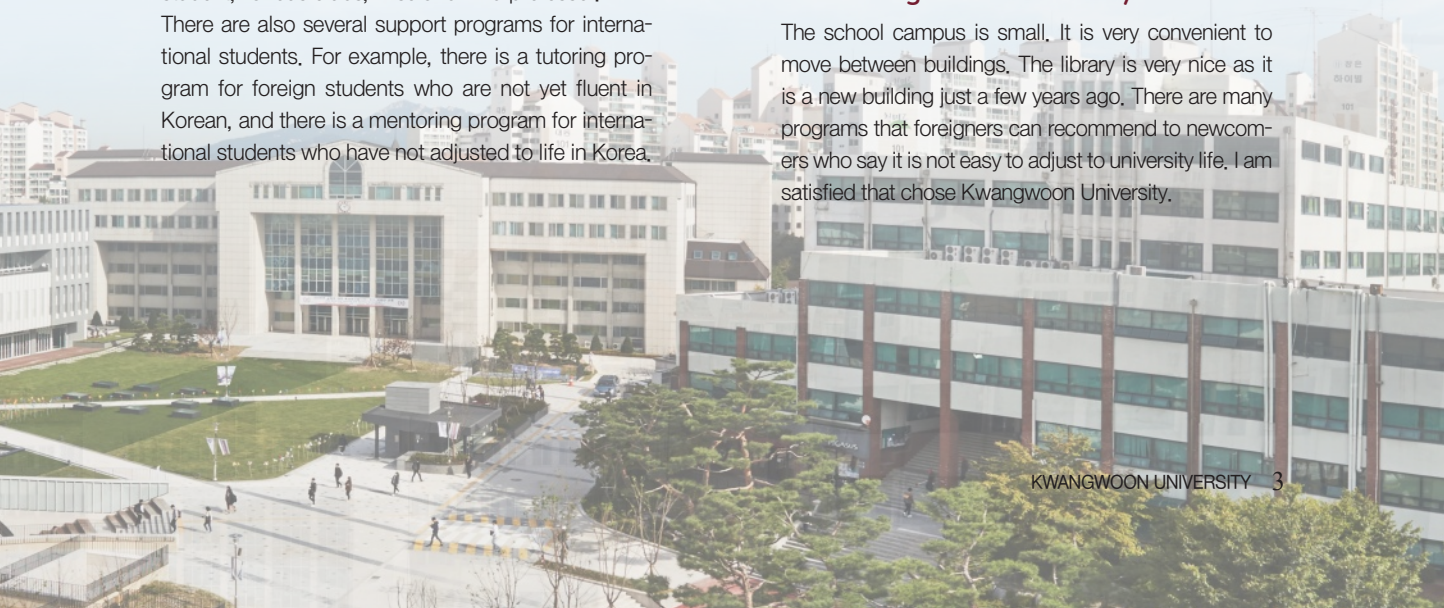 There are also several support programs for interna-
tional students. For example, there is a tutoring pro-
gram for foreign students who are not yet fluent in
Korean, and there is a mentoring program for interna-
tional students who have not adjusted to life in Korea.
The school campus is small. It is very convenient to
move between buildings. The library is very nice as it
is a new building just a few years ago. There are many
programs that foreigners can recommend to newcom-
ers who say it is not easy to adjust to university life. I am
satisfied that chose Kwangwoon University.
KWANGWOON UNIVERSITY 3